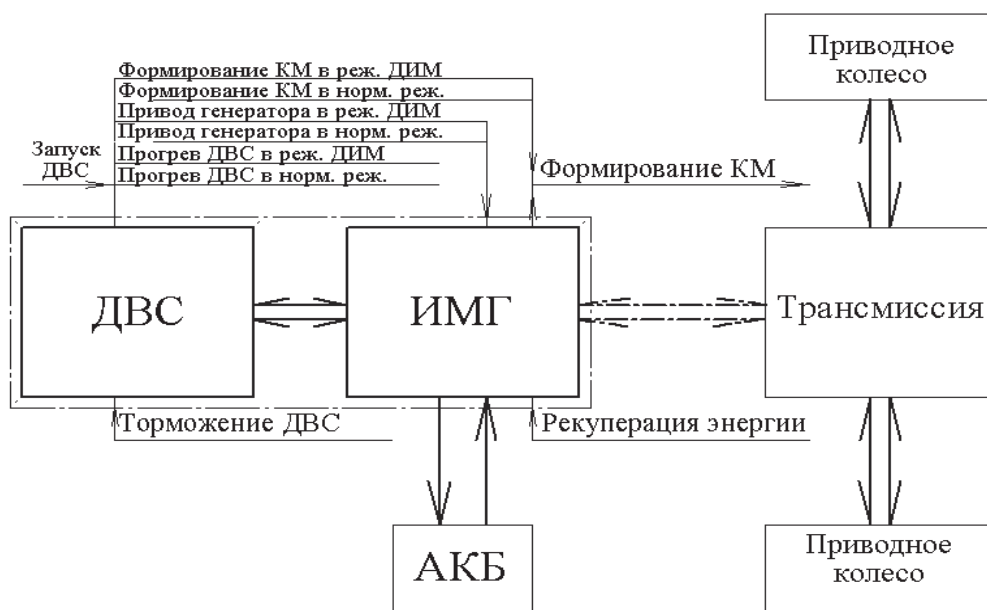 Приводное
колесо
Формирование КМ в реж. ДИМ
Формирование КМ в норм. реж.
Привод генератора в реж. ДИМ
Привод генератора в норм. реж.
Запуск
ДВС
Прогрев ДВС в реж. ДИМ
Прогрев ДВС в норм. реж.
Формирование КМ
ДВС
ИМГ
Трансмиссия
Торможение ДВС
Рекуперация энергии
АКБ
Приводное
колесо